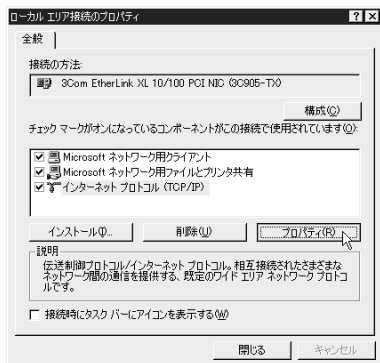 ローカル エリア接続のプロパティ
全般
接続の方法:
3Com EtherLink XL 10/100 PCI NIC (3C905-TX)
構成(C)
チェック マークがオンになっているコンポーネントがこの接続で使用されています(O):
Microsoft ネットワーク用クライアント
Microsoft ネットワーク用ファイルとプリンタ共有
インターネット プロトコル (TCP/IP)
インストール(I)... 削除(U) プロパティ(R)
説明
伝送制御プロトコル/インターネット プロトコル。相互接続されたさまざまな
ネットワーク間の通信を提供する、既定のワイド エリア ネットワーク プロトコ
ルです。
接続時にタスク バーにアイコンを表示する(W)
閉じる キャンセル